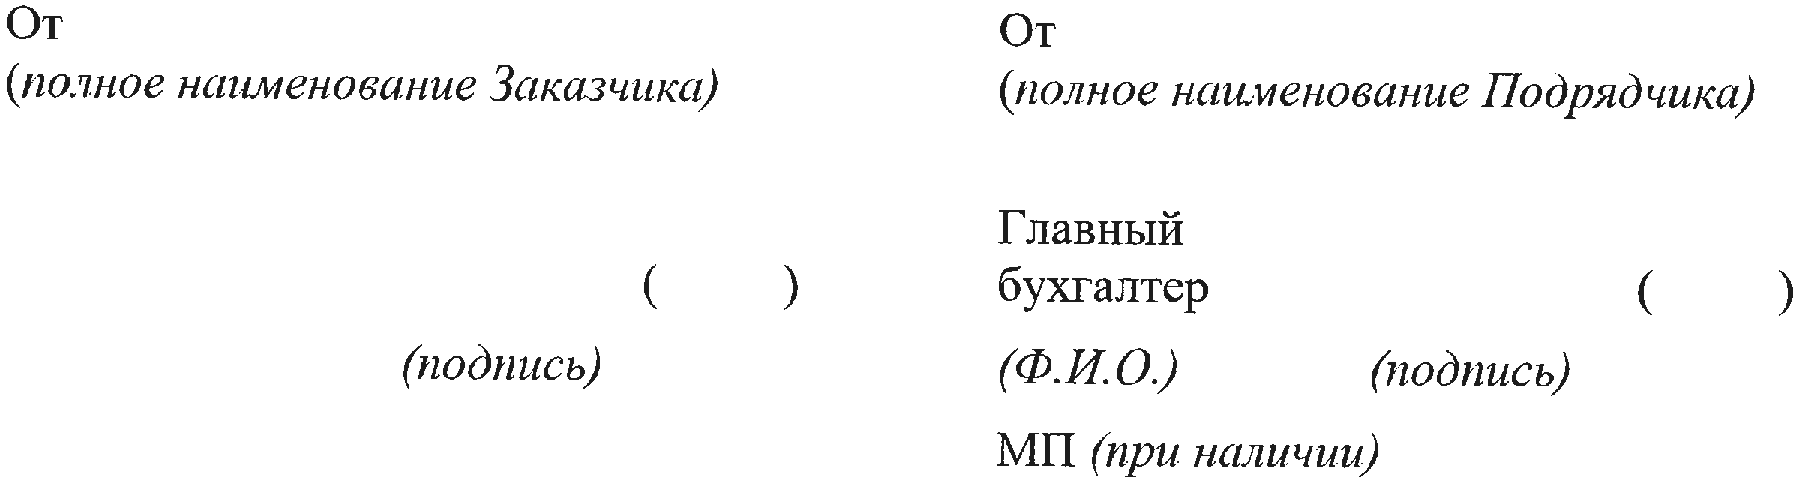 От
(полное наименование Заказчика)
( )
(подпись)
От
(полное наименование Подрядчика)
Главный
бухгалтер ( )
(Ф.И.О.) (подпись)
МП (при наличии)